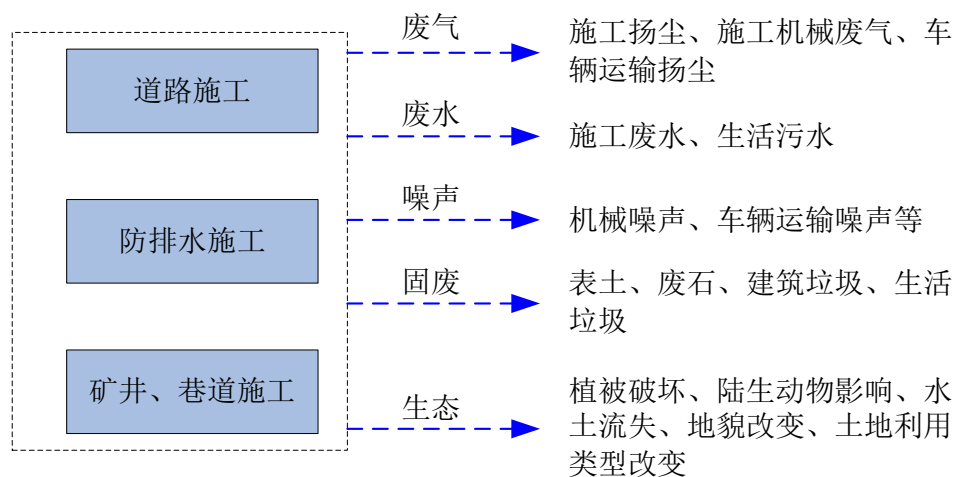 道路施工
防排水施工
矿井、巷道施工
废气
施工扬尘、施工机械废气、车
辆运输扬尘
废水
施工废水、生活污水
噪声
机械噪声、车辆运输噪声等
固废
表土、废石、建筑垃圾、生活
垃圾
生态
植被破坏、陆生动物影响、水
土流失、地貌改变、土地利用
类型改变